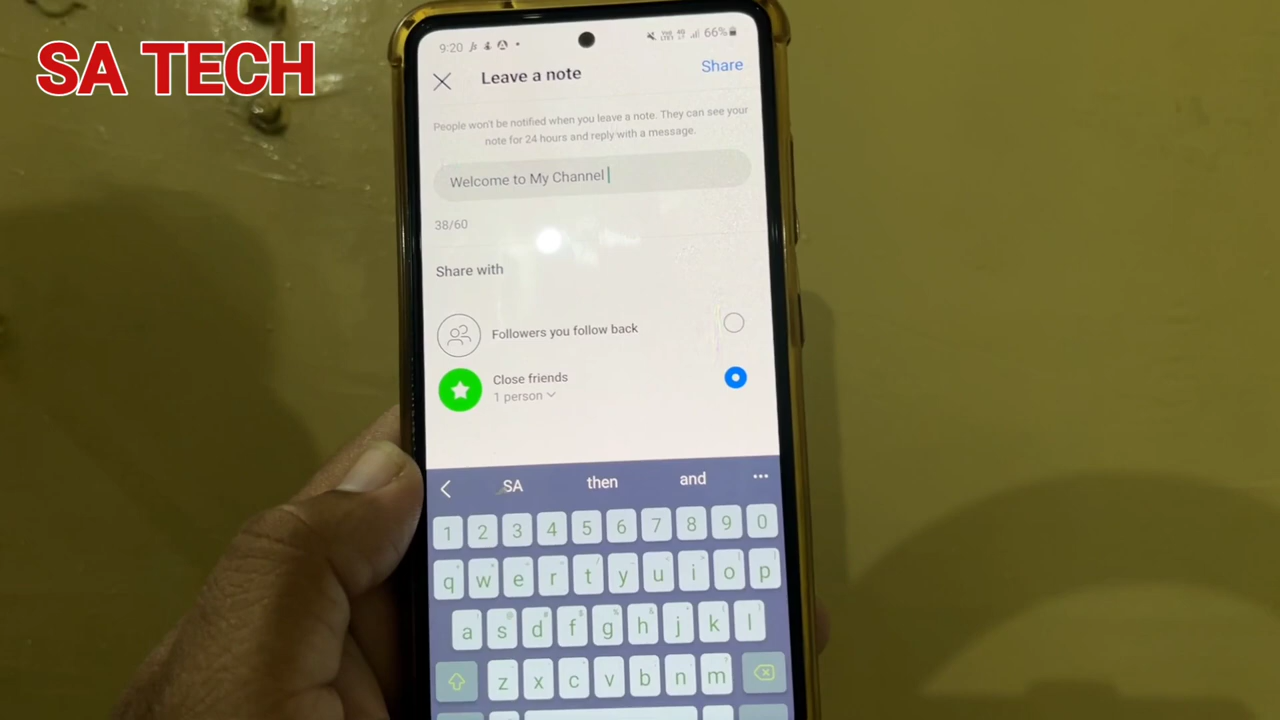 SA TECH
9:20
66%
Leave a note
Share
People won't be notified when you leave a note. They can see your
note for 24 hours and reply with a message.
Welcome to My Channel
38/60
Share with
Followers you follow back
Close friends
1 person
SA then and
1 2 3 4 5 6 7 8 9 0
q w e r t y u i o p
a s d f g h j k l
z x c v b n m